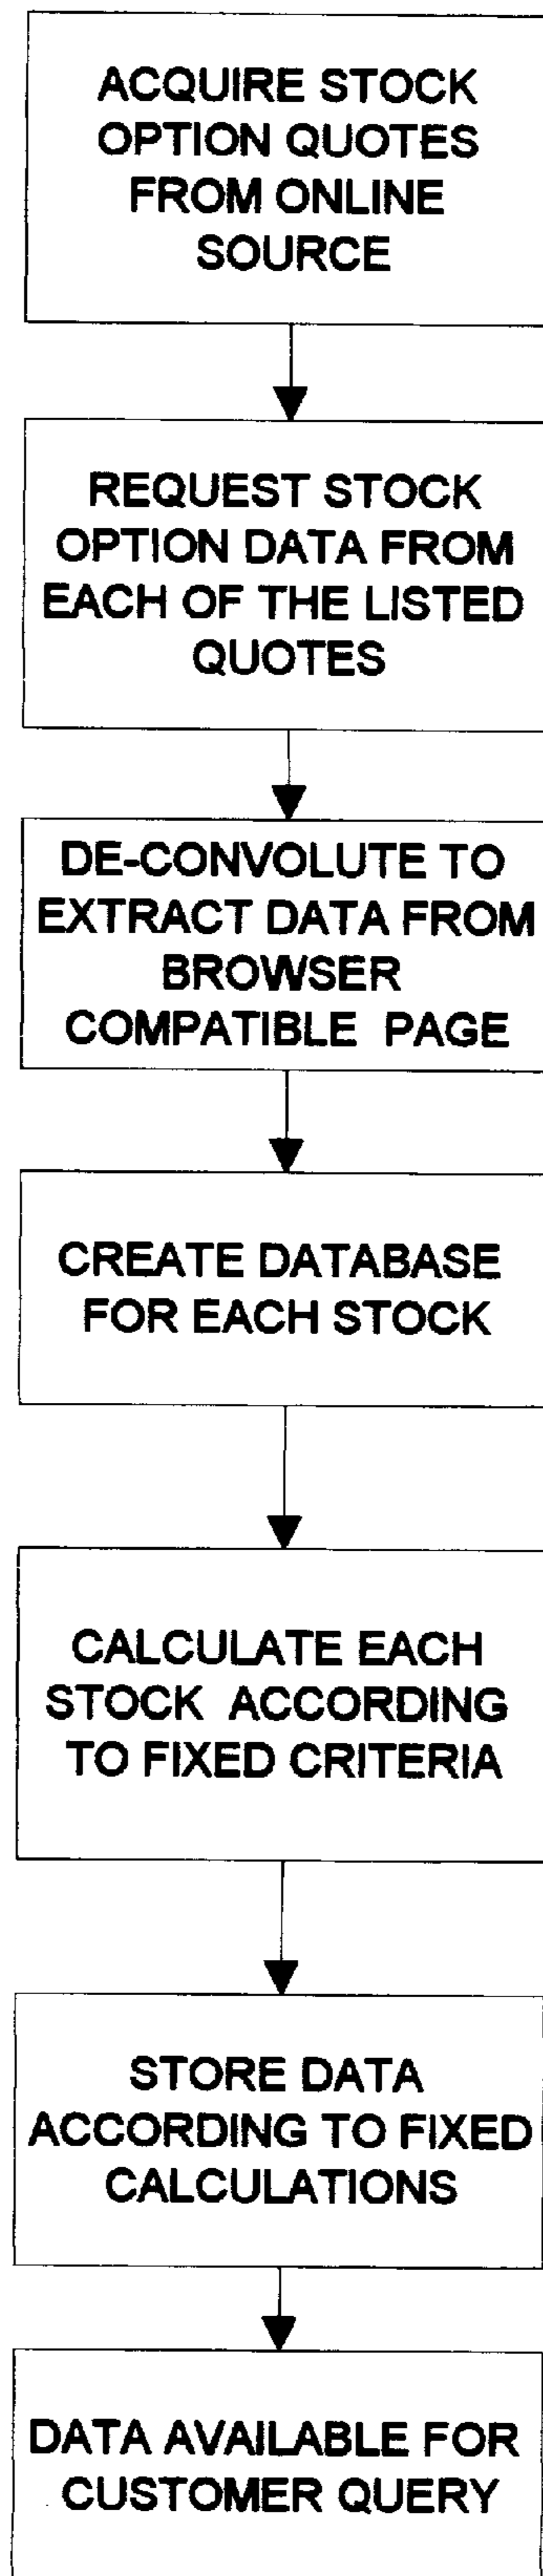 ACQUIRE STOCK
OPTION QUOTES
FROM ONLINE
SOURCE
REQUEST STOCK
OPTION DATA FROM
EACH OF THE LISTED
QUOTES
DE-CONVOLUTE TO
EXTRACT DATA FROM
BROWSER
COMPATIBLE PAGE
CREATE DATABASE
FOR EACH STOCK
CALCULATE EACH
STOCK ACCORDING
TO FIXED CRITERIA
STORE DATA
ACCORDING TO FIXED
CALCULATIONS
DATA AVAILABLE FOR
CUSTOMER QUERY